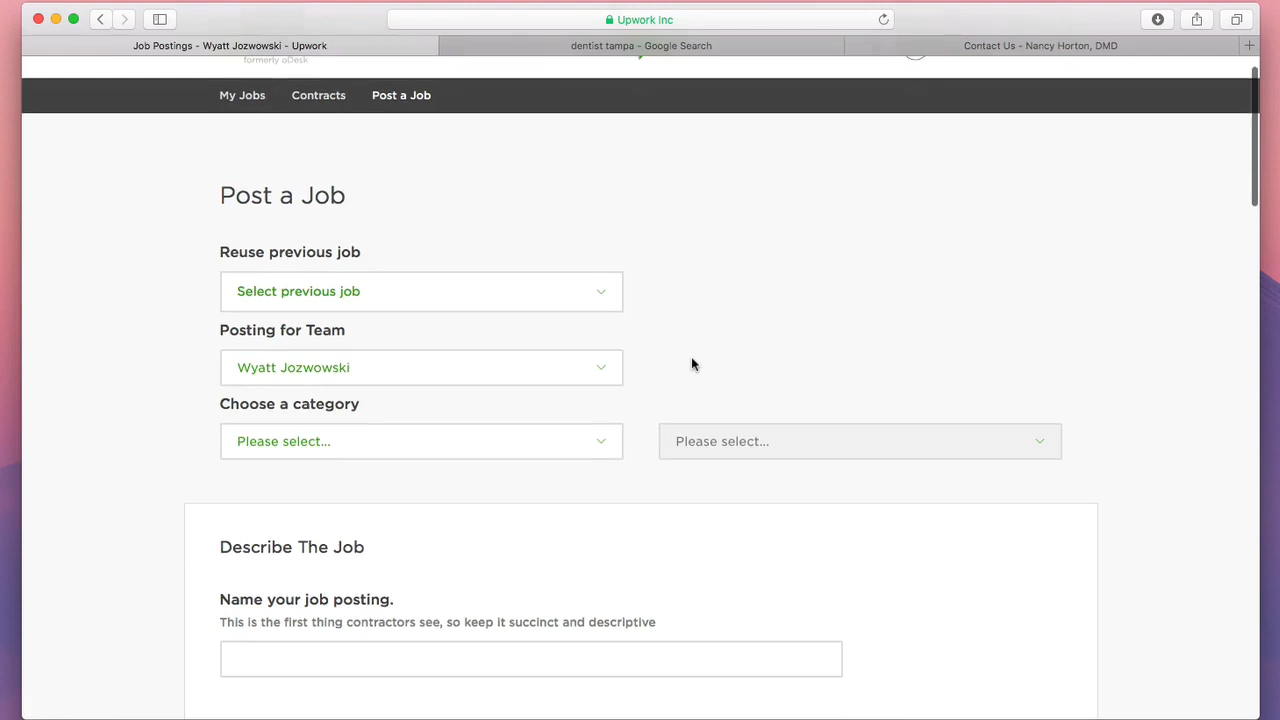 Upwork Inc
Job Postings - Wyatt Jozwowski - Upwork
dentist tampa - Google Search
Contact Us - Nancy Horton, DMD
formerly oDesk
My Jobs
Contracts
Post a Job
Post a Job
Reuse previous job
Select previous job
Posting for Team
Wyatt Jozwowski
Choose a category
Please select...
Please select...
Describe The Job
Name your job posting.
This is the first thing contractors see, so keep it succinct and descriptive